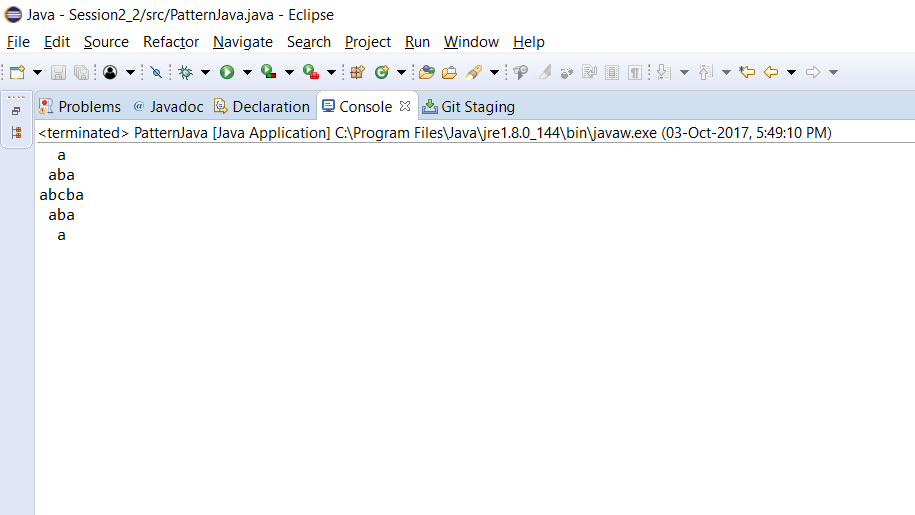 Java - Session2_2/src/PatternJava.java - Eclipse
File Edit Source Refactor Navigate Search Project Run Window Help
Problems @ Javadoc Declaration Console Git Staging
<terminated> PatternJava [Java Application] C:\Program Files\Java\jre1.8.0_144\bin\javaw.exe (03-Oct-2017, 5:49:10 PM)
  a
 aba
abcba
 aba
  a